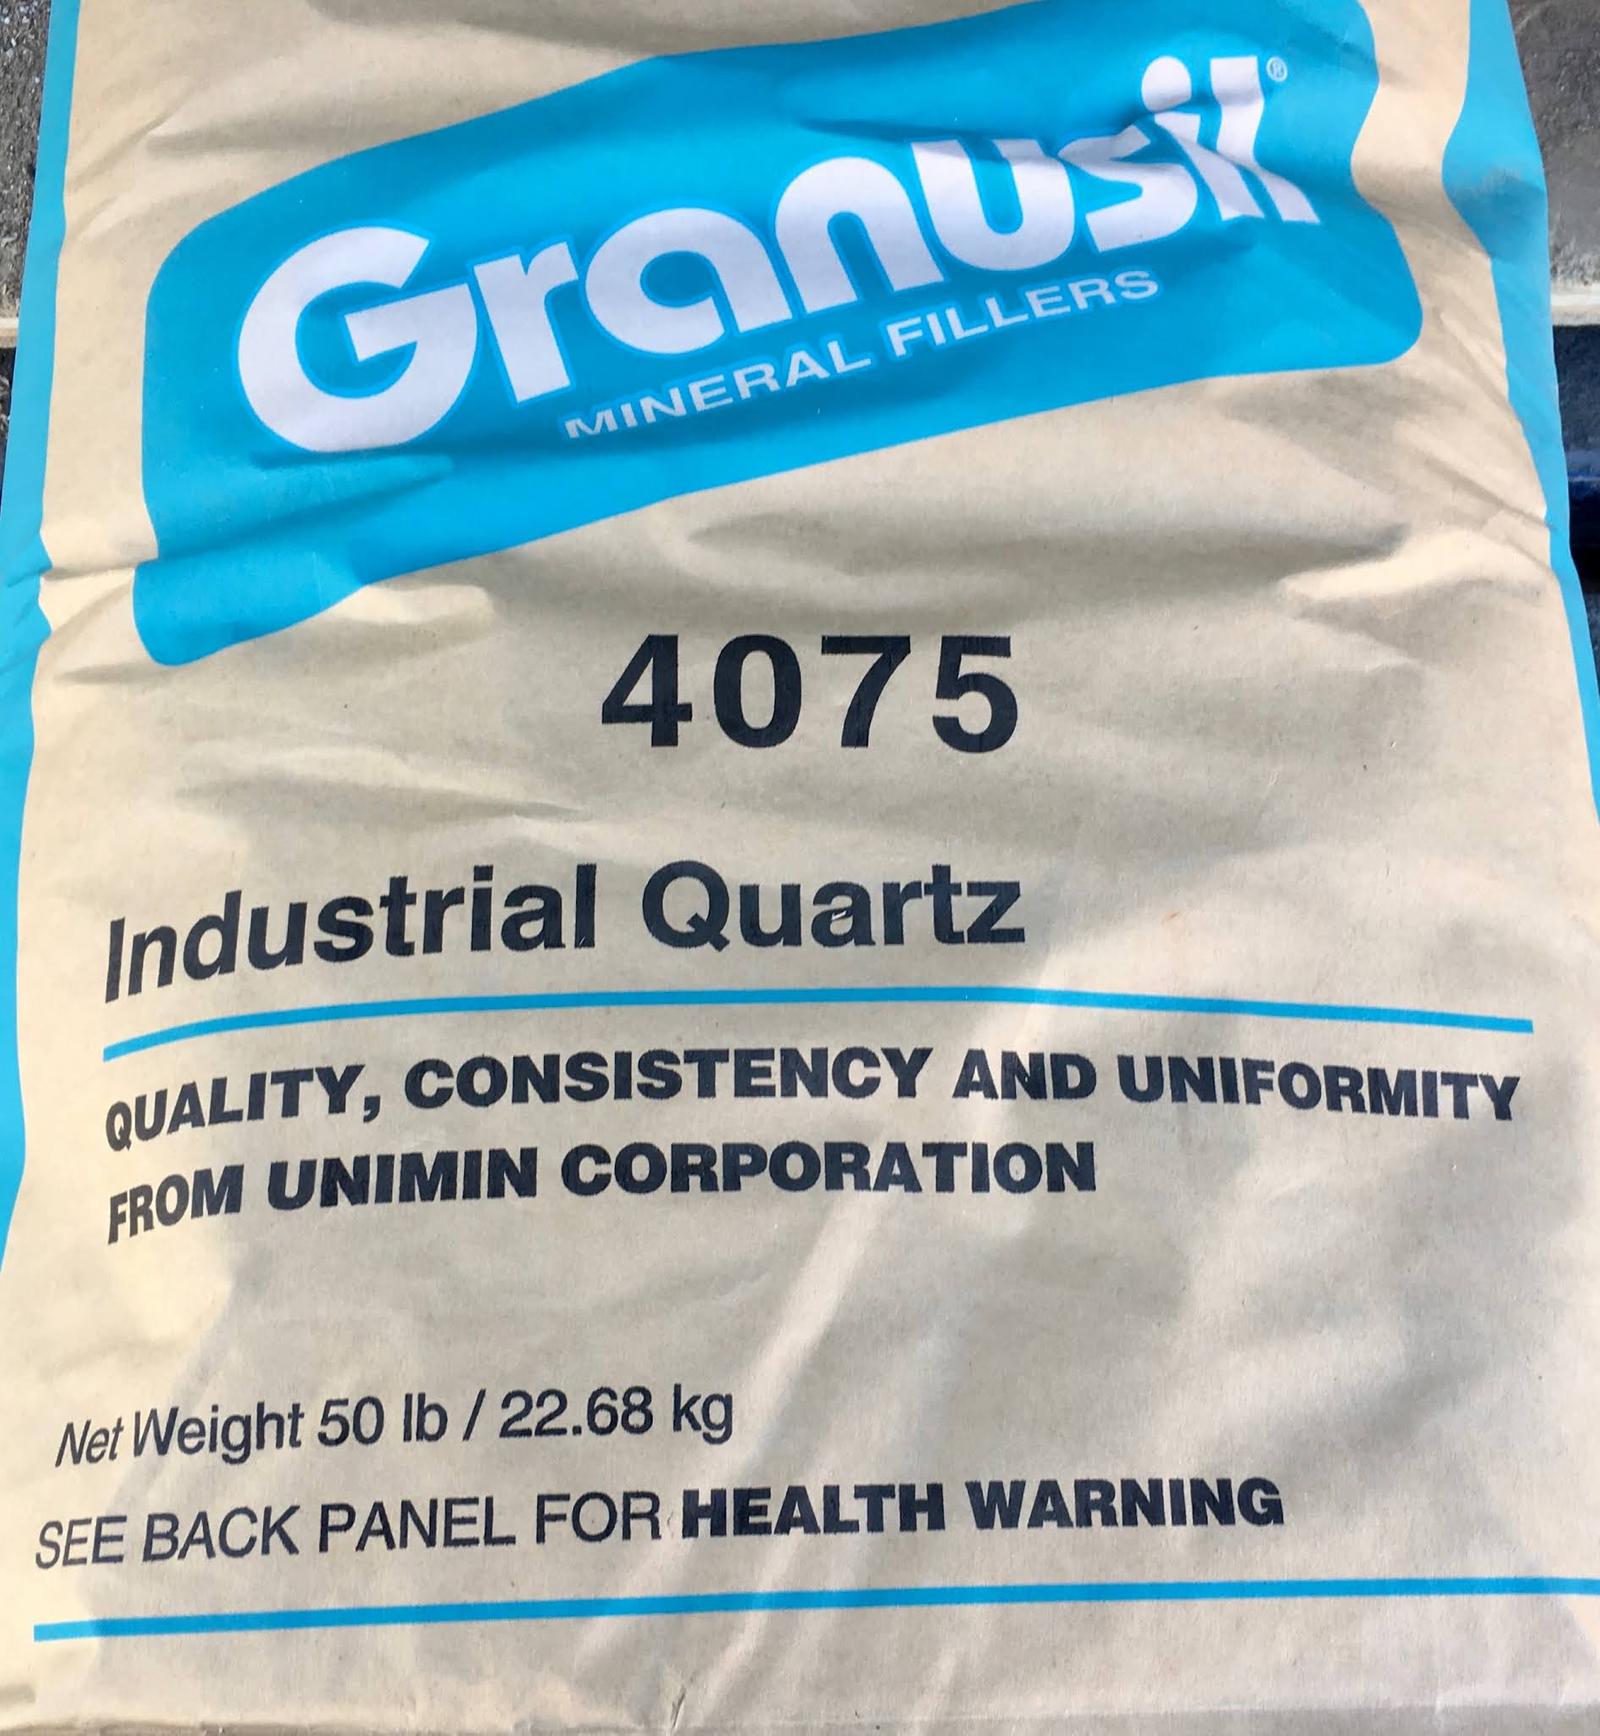 Granusil®
MINERAL FILLERS
4075
Industrial Quartz
QUALITY, CONSISTENCY AND UNIFORMITY
FROM UNIMIN CORPORATION
Net Weight 50 lb / 22.68 kg
SEE BACK PANEL FOR HEALTH WARNING